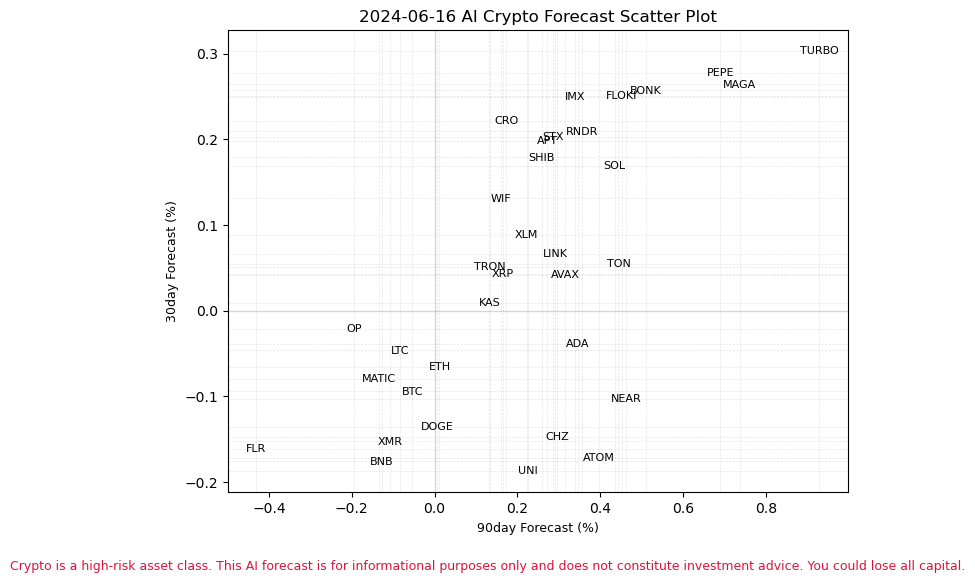 2024-06-16 AI Crypto Forecast Scatter Plot
0.3
TURBO
PEPE
MAGA
BONK
FLOKI
IMX
CRO
0.2
RNDR
STX
APT
SHIB
SOL
WIF
30day Forecast (%)
0.1
XLM
LINK
TRON
TON
XRP
AVAX
KAS
0.0
OP
ADA
LTC
ETH
MATIC
BTC
−0.1
NEAR
DOGE
CHZ
XMR
FLR
ATOM
BNB
UNI
−0.2
−0.4 −0.2 0.0 0.2 0.4 0.6 0.8
90day Forecast (%)
Crypto is a high-risk asset class. This AI forecast is for informational purposes only and does not constitute investment advice. You could lose all capital.